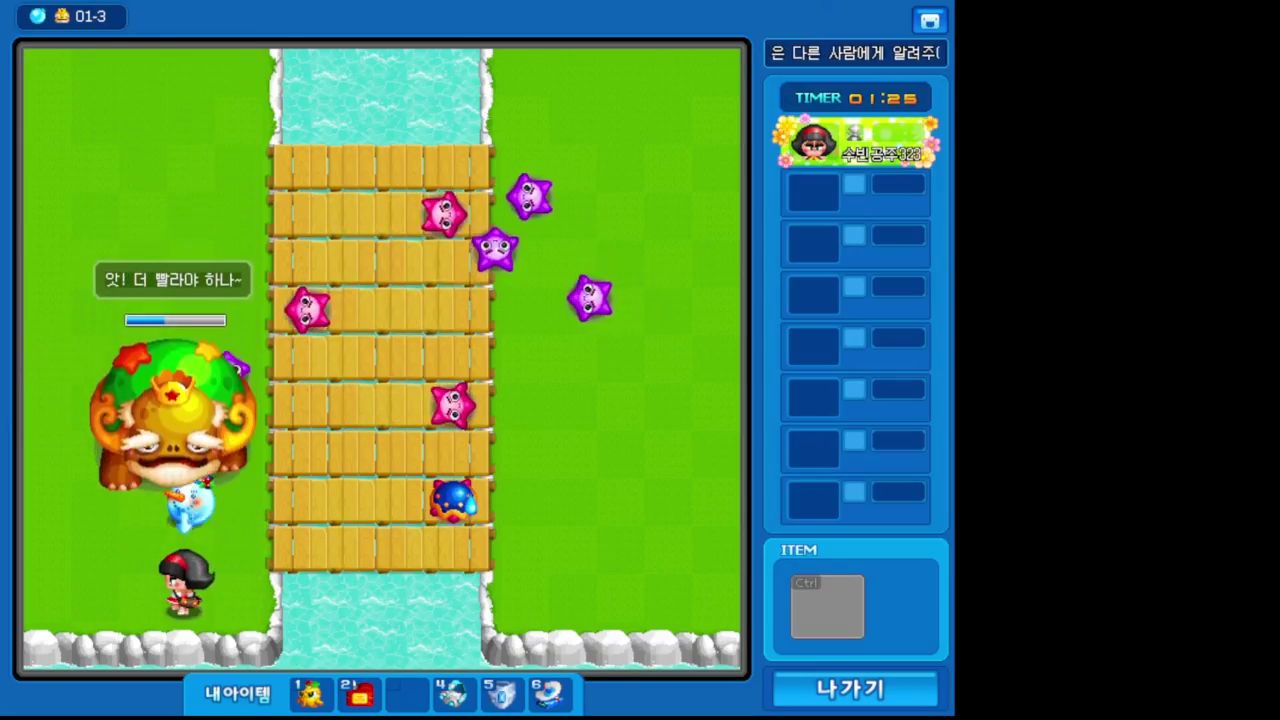 01-3
은 다른 사람에게 알려주
TIMER 01:25
수빈공주323
앗! 더 빨라야 하나~
ITEM
Ctrl
내 아이템
1
2
4
5
6
나가기